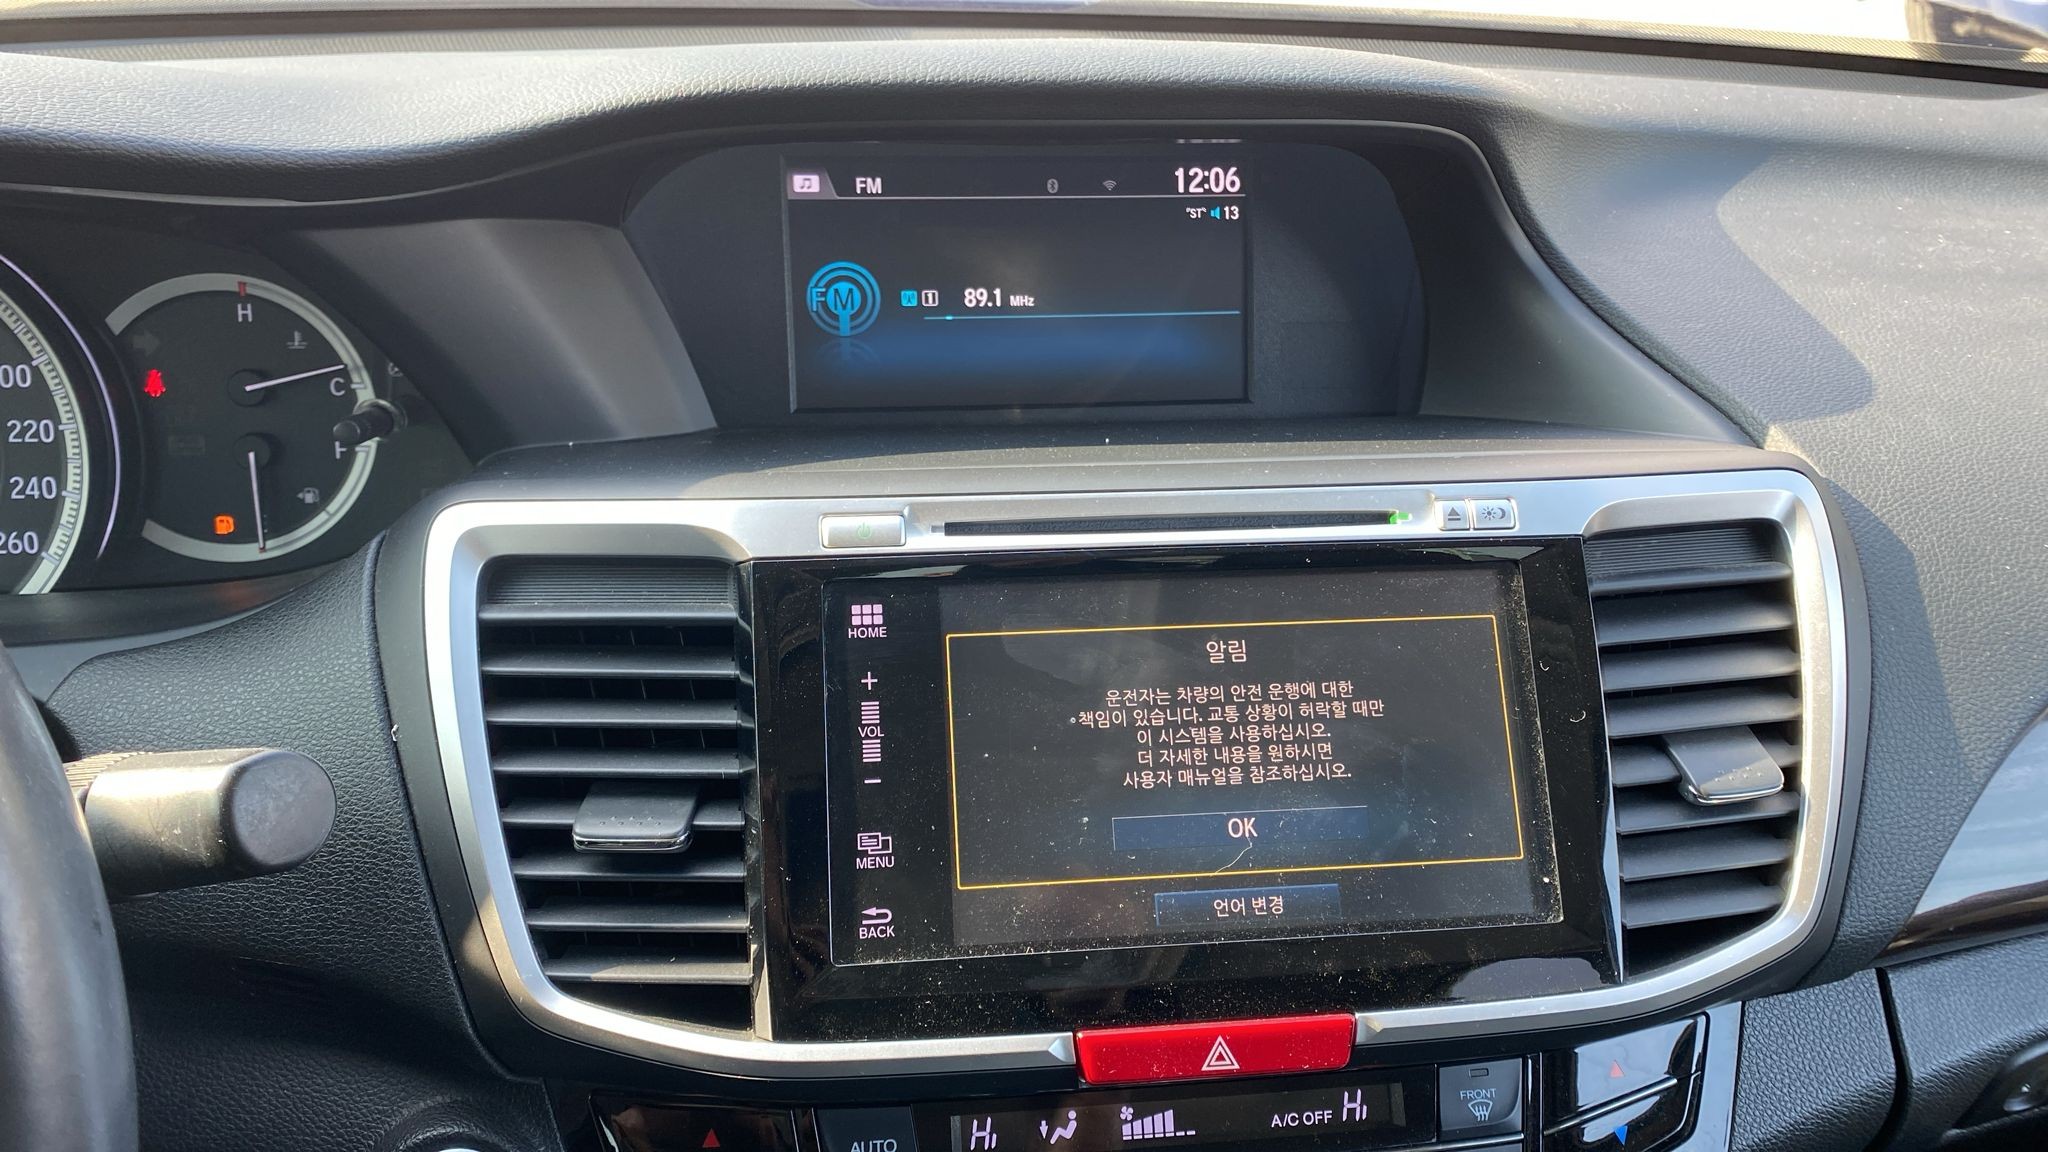 FM
12:06
"ST" 13
FM
1 89.1 MHz
H
C
F
00
220
240
260
HOME
+
VOL
−
MENU
BACK
알림
운전자는 차량의 안전 운행에 대한
책임이 있습니다. 교통 상황이 허락할 때만
이 시스템을 사용하십시오.
더 자세한 내용을 원하시면
사용자 매뉴얼을 참조하십시오.
OK
언어 변경
AUTO
HI
A/C OFF
HI
FRONT